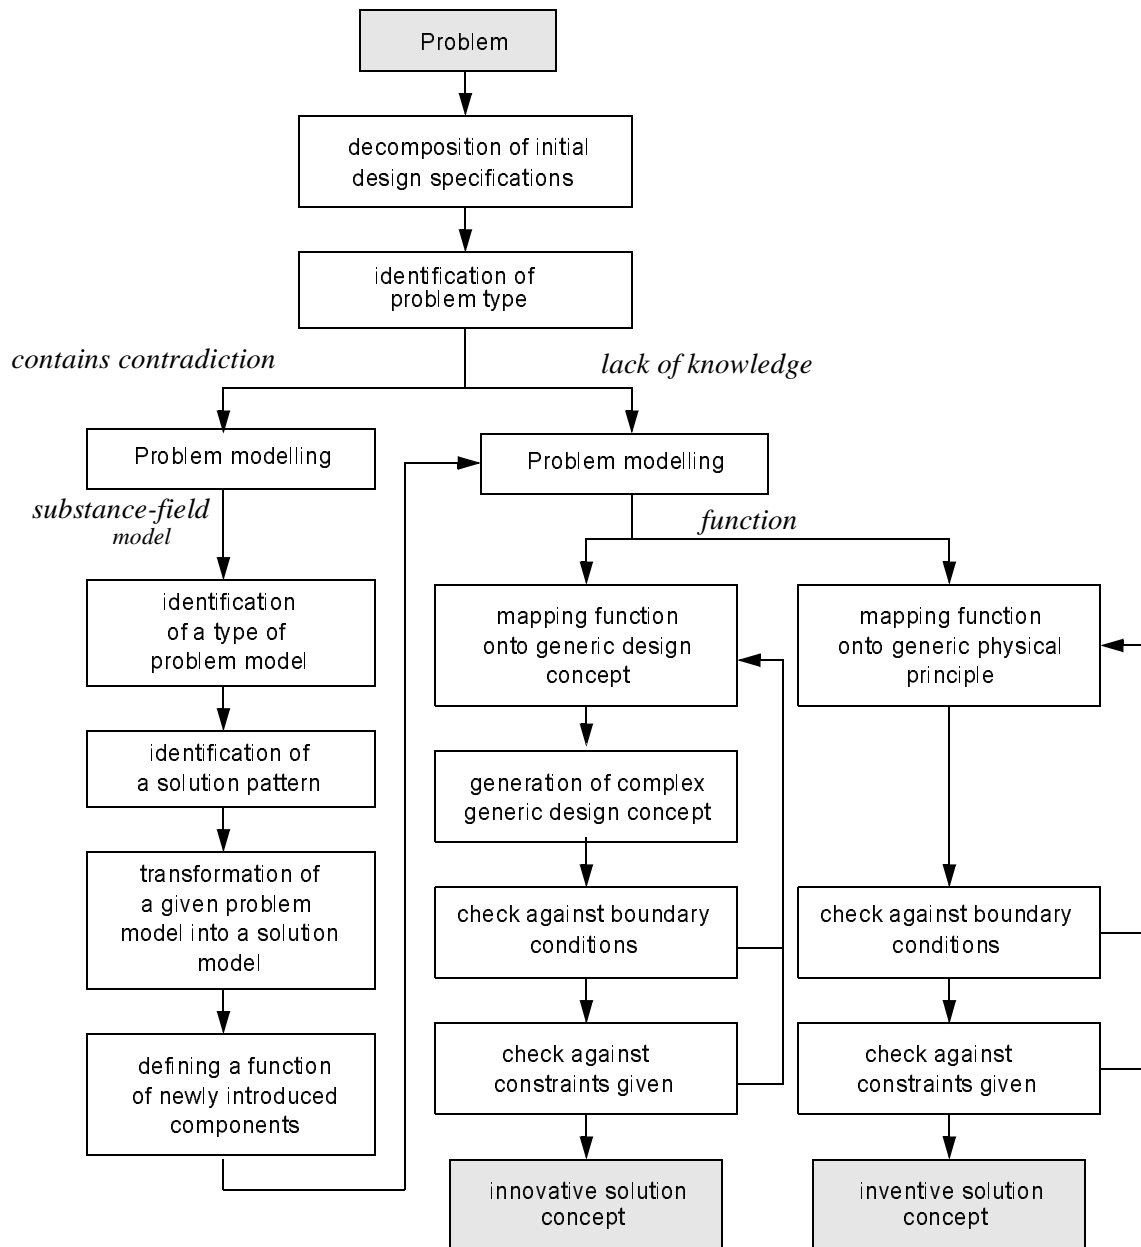 Problem
decomposition of initial
design specifications
identification of
problem type
contains contradiction
lack of knowledge
Problem modelling
substance-field
model
identification
of a type of
problem model
identification of
a solution pattern
transformation of
a given problem
model into a solution
model
defining a function
of newly introduced
components
Problem modelling
function
mapping function
onto generic design
concept
generation of complex
generic design concept
check against boundary
conditions
check against
constraints given
innovative solution
concept
mapping function
onto generic physical
principle
check against boundary
conditions
check against
constraints given
inventive solution
concept